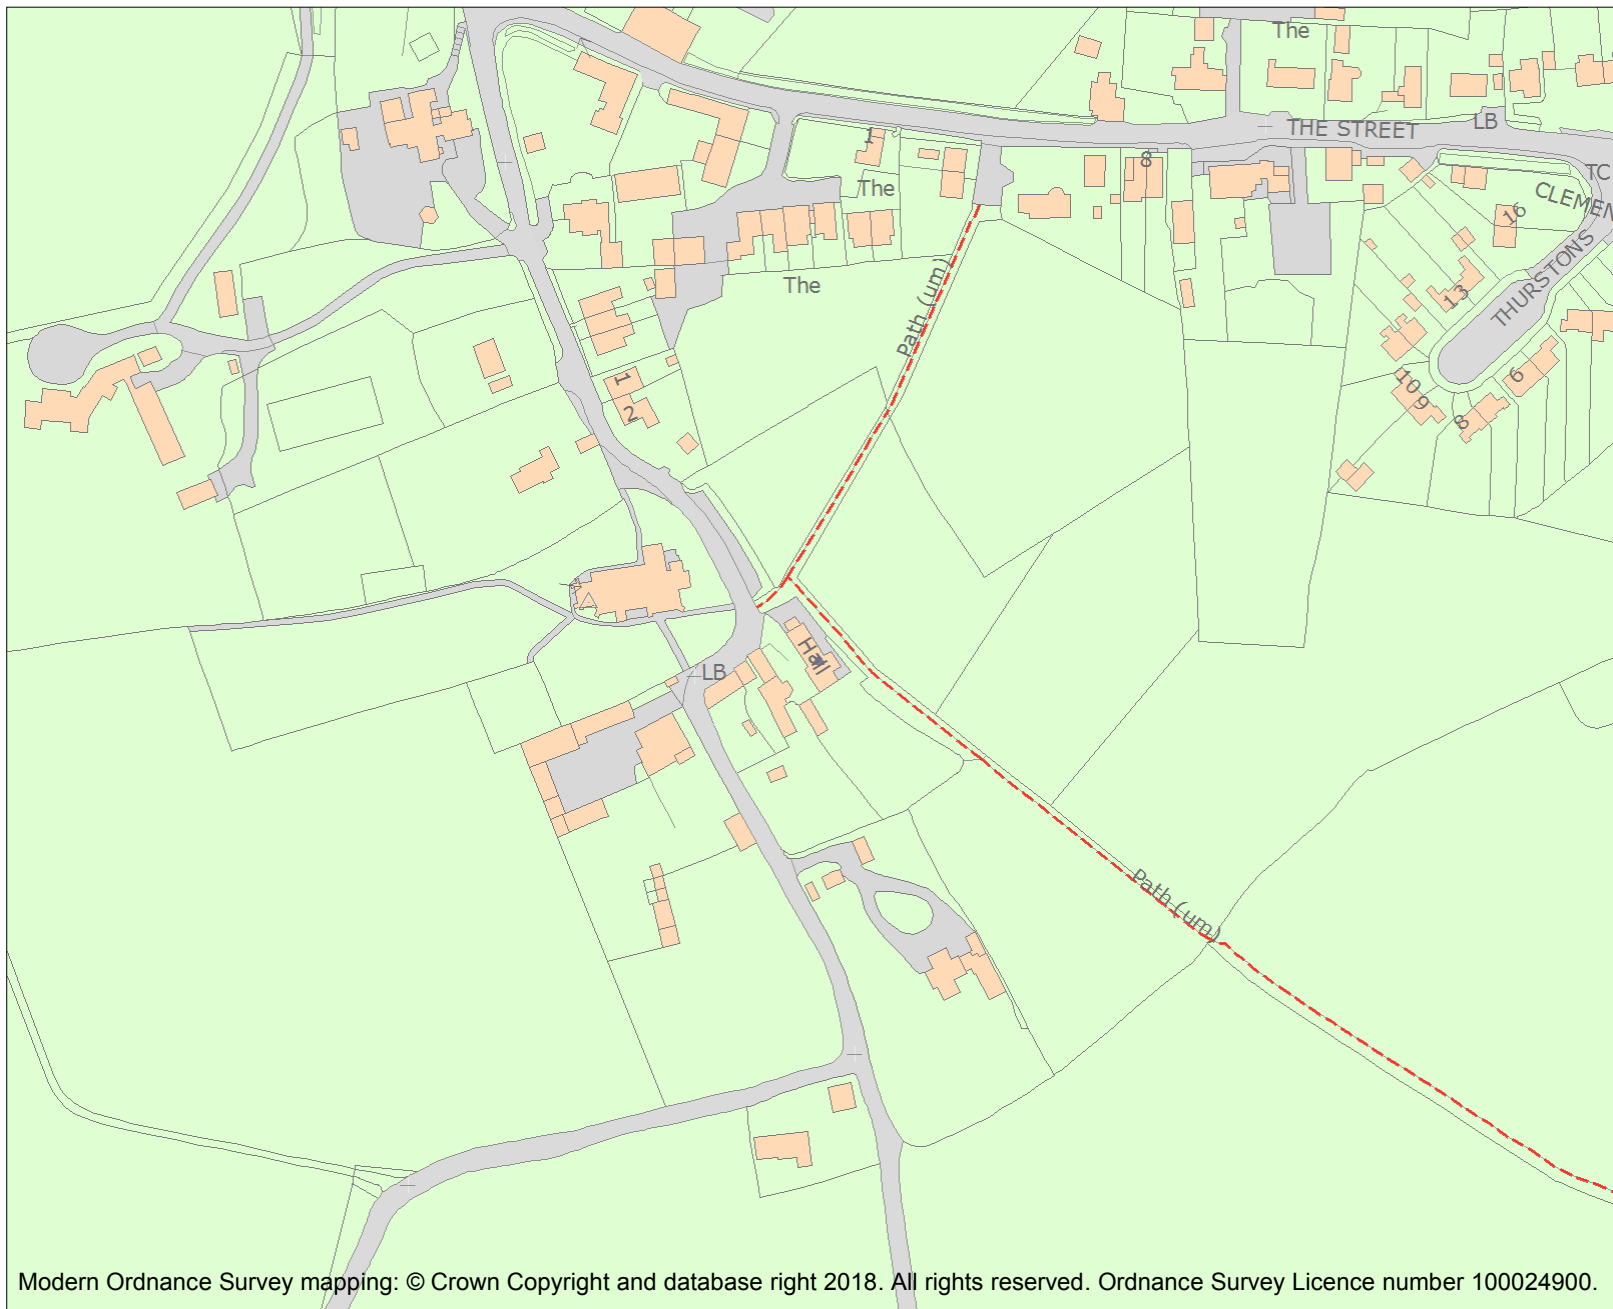 The
THE STREET
LB
1
8
TC
The
CLEMEN
16
The
Path (um)
13
THURSTONS
1
2
10
9
6
8
Hall
LB
Path (um)
Modern Ordnance Survey mapping: © Crown Copyright and database right 2018. All rights reserved. Ordnance Survey Licence number 100024900.